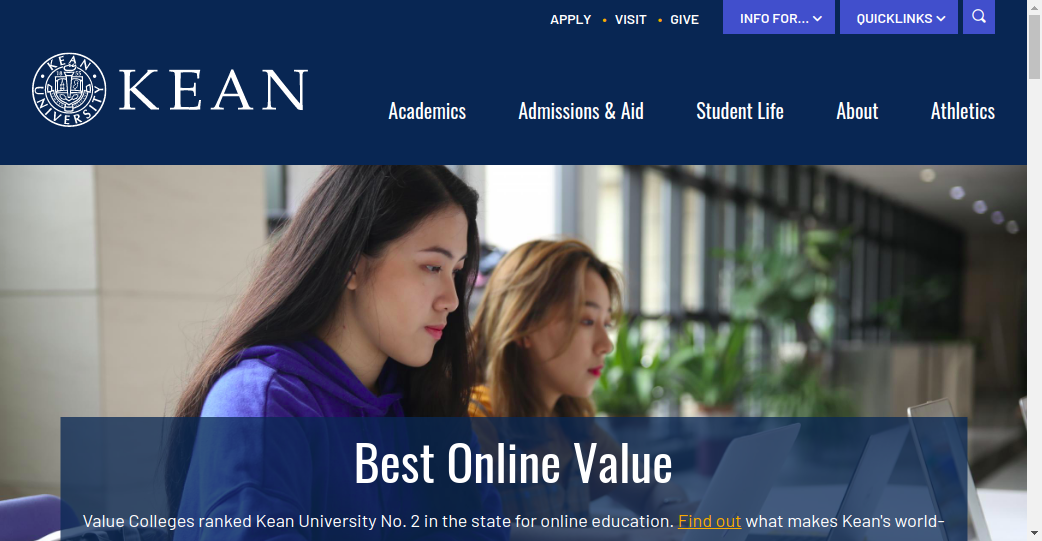 APPLY • VISIT • GIVE INFO FOR... QUICKLINKS
KEAN UNIVERSITY
KEAN
Academics Admissions & Aid Student Life About Athletics
Best Online Value
Value Colleges ranked Kean University No. 2 in the state for online education. Find out what makes Kean's world-